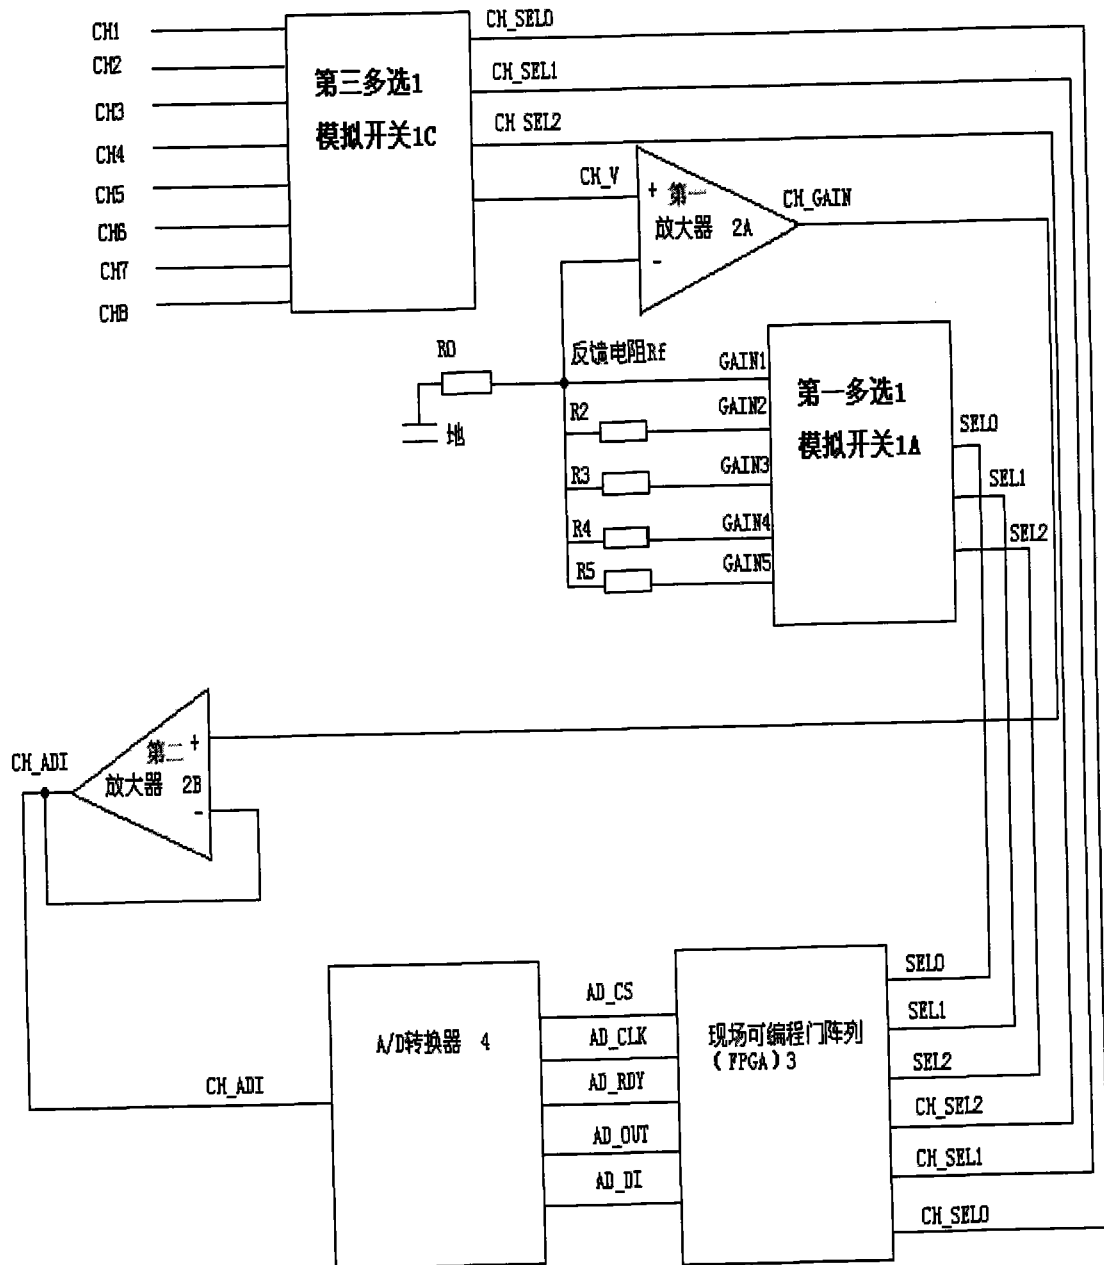 CH1
CH2
CH3
CH4
CH5
CH6
CH7
CH8
第三多选1
模拟开关1C
CH_SEL0
CH_SEL1
CH SEL2
CH_V
+ 第一
放大器 2A
-
CH_GAIN
R0
地
反馈电阻Rf
R2
R3
R4
R5
GAIN1
GAIN2
GAIN3
GAIN4
GAIN5
第一多选1
模拟开关1A
SEL0
SEL1
SEL2
CH_ADI
第二 +
放大器 2B
-
CH_ADI
A/D转换器 4
AD_CS
AD_CLK
AD_RDY
AD_OUT
AD_DI
现场可编程门阵列
(FPGA)3
SEL0
SEL1
SEL2
CH_SEL2
CH_SEL1
CH_SEL0